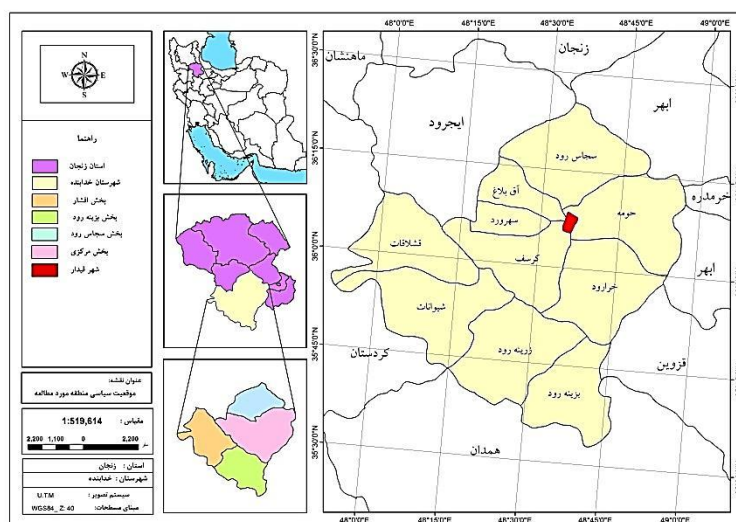 N
W E
S
راهنما
استان زنجان
شهرستان خدابنده
بخش افشار
بخش بزینه رود
بخش سجاس رود
بخش مرکزی
شهر قیدار
عنوان نقشه:
موقعیت سیاسی منطقه مورد مطالعه
مقیاس : 1:519,614
2,200 1,100 0 2,200
متر
استان : زنجان
شهرستان : خدابنده
سیستم تصویر : U.T.M
مبنای مسطحات: WGS84_ Z: 40
48°0'0"E 48°15'0"E 48°30'0"E 48°45'0"E 49°0'0"E
36°30'0"N
36°15'0"N
36°0'0"N
35°45'0"N
35°30'0"N
زنجان
ماهنشان
ابهر
ایجرود
سجاس رود
آق بلاغ
خرمدره
حومه
سهرورد
قشلاقات
کرسف
ابهر
خرارود
شیوانات
کردستان
زرینه رود
قزوین
بزینه رود
همدان
48°0'0"E 48°15'0"E 48°30'0"E 48°45'0"E 49°0'0"E